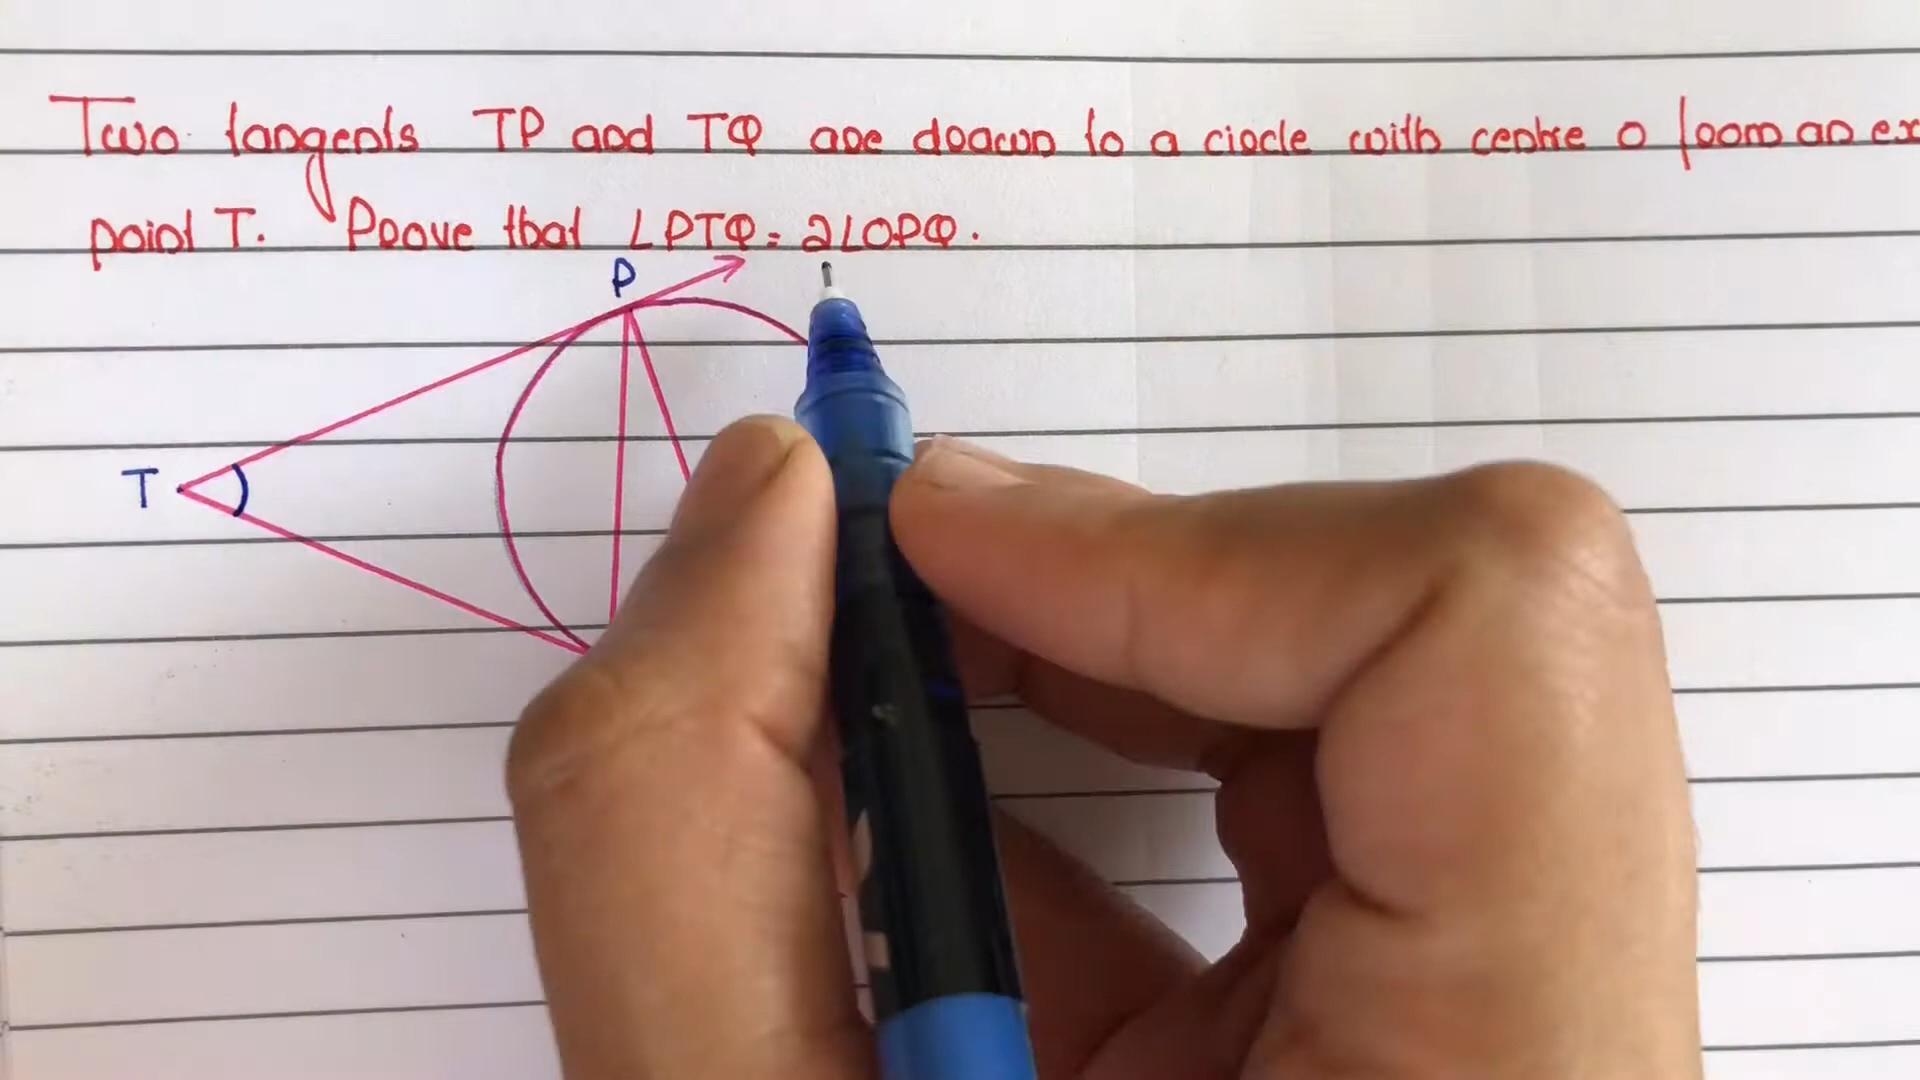 Two tangents TP and TQ are drawn to a circle with centre O from an ex
point T. Prove that ∠PTQ = 2∠OPQ.
P
T